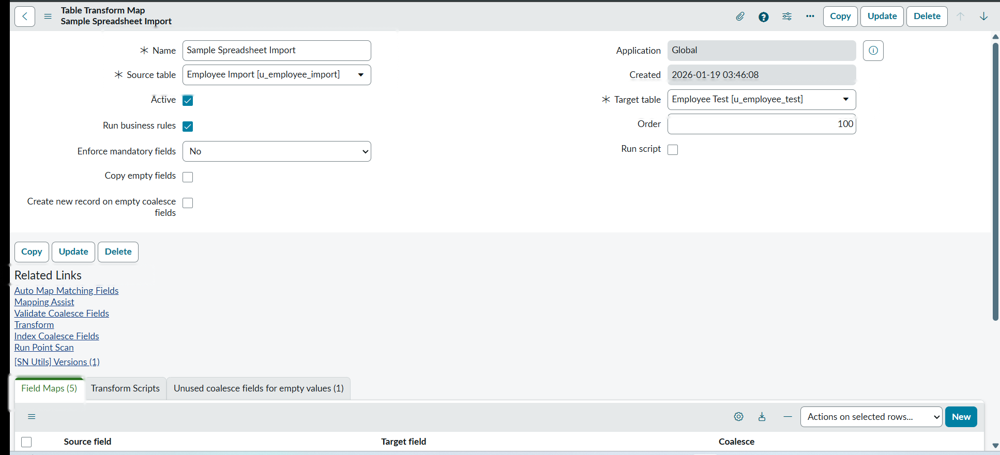 Table Transform Map
Sample Spreadsheet Import
Copy
Update
Delete
Name
Sample Spreadsheet Import
Source table
Employee Import [u_employee_import]
Active
Run business rules
Enforce mandatory fields
No
Copy empty fields
Create new record on empty coalesce
fields
Application
Global
Created
2026-01-19 03:46:08
Target table
Employee Test [u_employee_test]
Order
100
Run script
Copy
Update
Delete
Related Links
Auto Map Matching Fields
Mapping Assist
Validate Coalesce Fields
Transform
Index Coalesce Fields
Run Point Scan
[SN Utils] Versions (1)
Field Maps (5)
Transform Scripts
Unused coalesce fields for empty values (1)
Actions on selected rows...
New
Source field
Target field
Coalesce